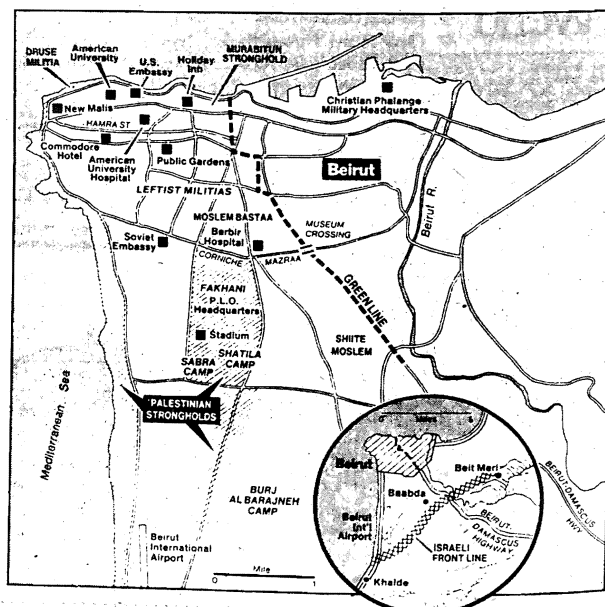 DRUSE
MILITIA
American
University
U.S.
Embassy
Holiday
Inn
MURABITUN
STRONGHOLD
Christian Phalange
Military Headquarters
New Malis
HAMRA ST
Commodore
Hotel
American
University
Hospital
Public Gardens
Beirut
LEFTIST MILITIAS
MOSLEM BASTAA
MUSEUM
CROSSING
Beirut R.
Soviet
Embassy
Barbir
Hospital
CORNICHE
MAZRAA
GREEN LINE
FAKHANI
P.L.O.
Headquarters
Stadium
SHATILA
CAMP
SABRA
CAMP
SHIITE
MOSLEM
PALESTINIAN
STRONGHOLDS
Mediterranean Sea
BURJ
AL BARAJNEH
CAMP
Beirut
International
Airport
0 Mile 1
0 Miles
Beirut
Beit Meri
Baabda
Beirut
Int'l
Airport
BEIRUT-
DAMASCUS
HIGHWAY
BEIRUT-DAMASCUS
HWY
ISRAELI
FRONT LINE
Khalde